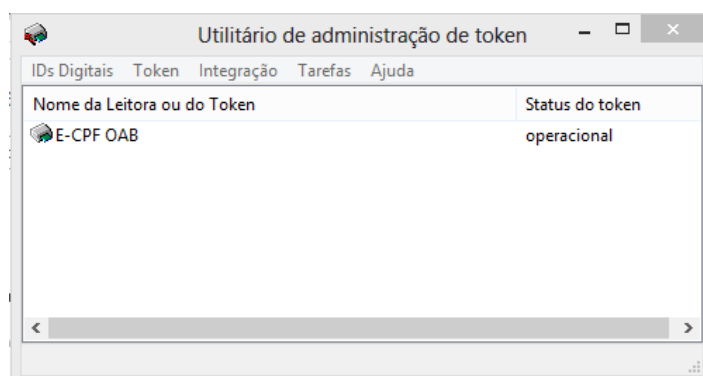 Utilitário de administração de token
IDs Digitais Token Integração Tarefas Ajuda
Nome da Leitora ou do Token Status do token
E-CPF OAB operacional